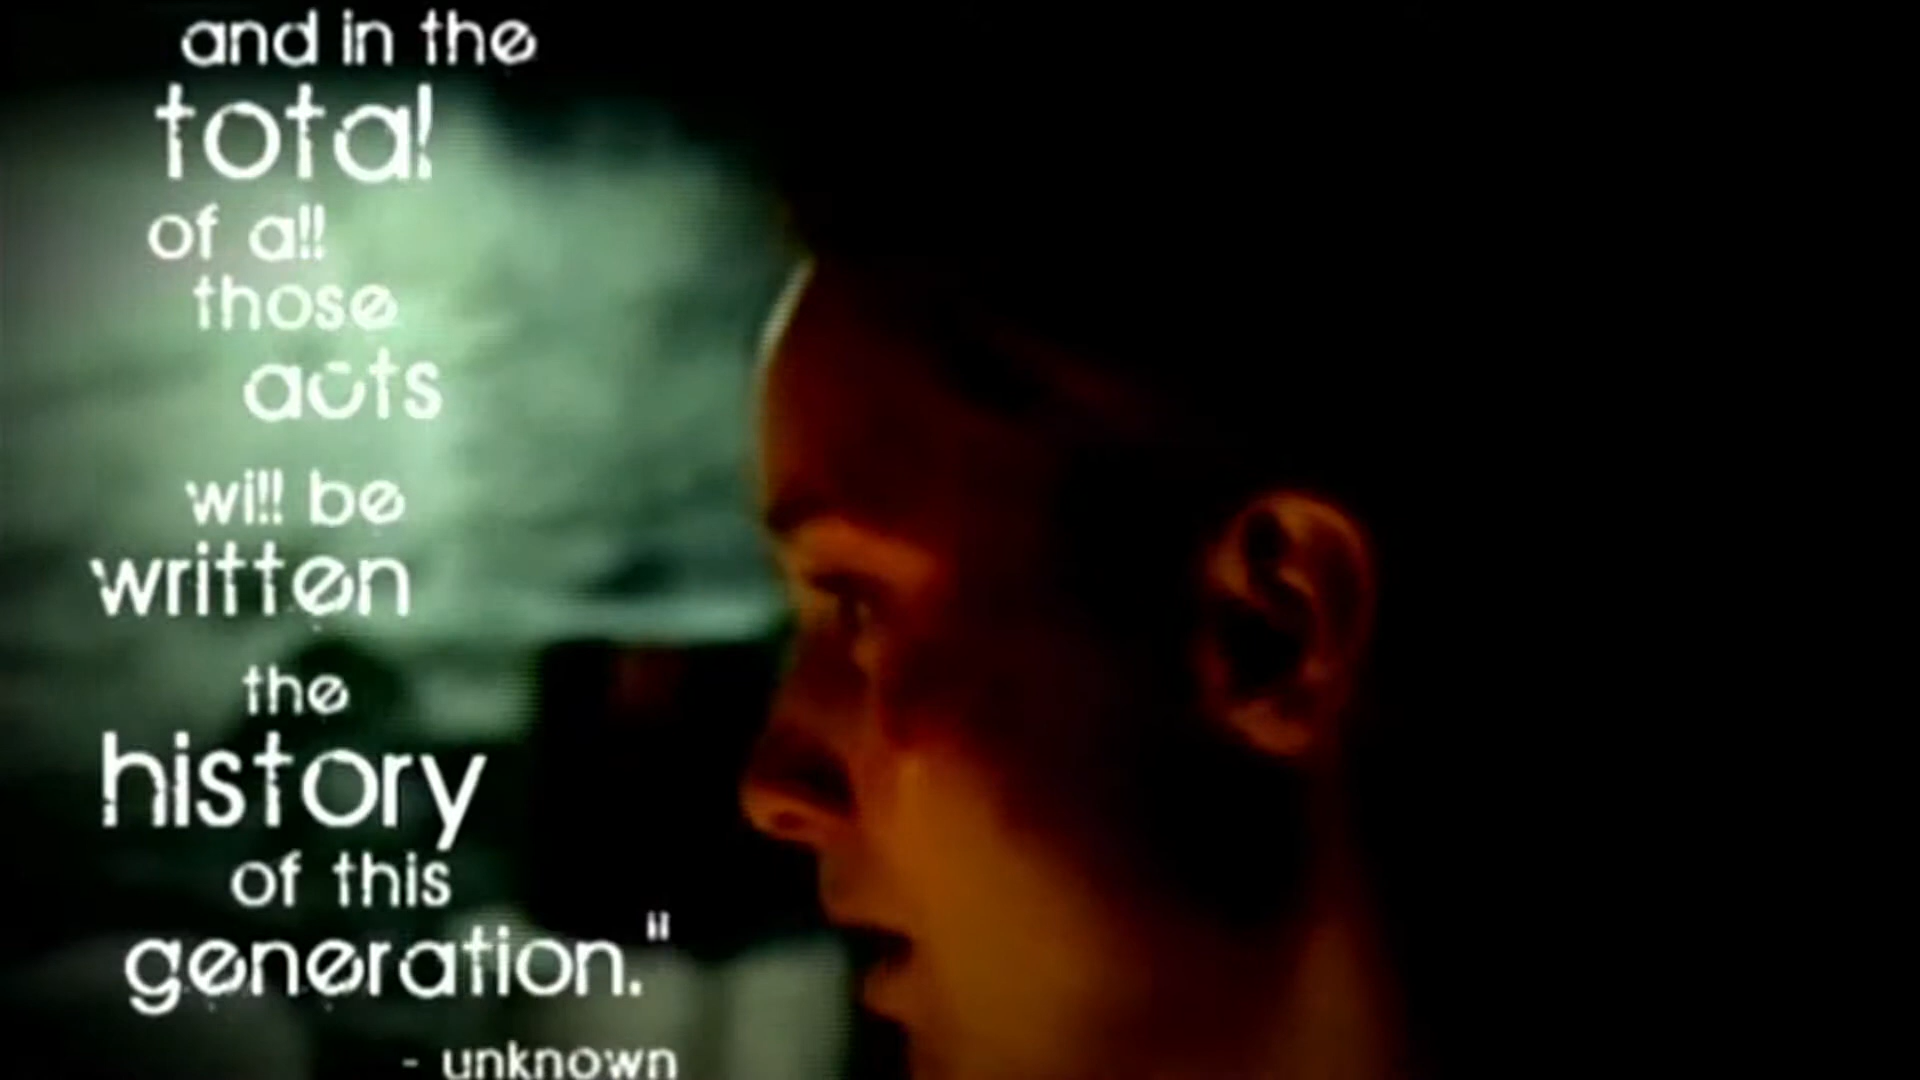 and in the
total
of all
those
acts
will be
written
the
history
of this
generation."
- unknown